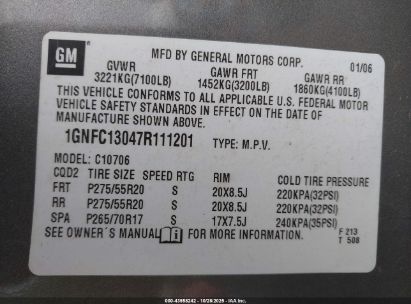 GM
MFD BY GENERAL MOTORS CORP.
01/06
GVWR GAWR FRT GAWR RR
3221KG(7100LB) 1452KG(3200LB) 1860KG(4100LB)
THIS VEHICLE CONFORMS TO ALL APPLICABLE U.S. FEDERAL MOTOR
VEHICLE SAFETY STANDARDS IN EFFECT ON THE DATE OF
MANUFACTURE SHOWN ABOVE.
1GNFC13047R111201 TYPE: M.P.V.
MODEL: C10706
CQD2 TIRE SIZE SPEED RTG RIM COLD TIRE PRESSURE
FRT P275/55R20 S 20X8.5J 220KPA(32PSI)
RR P275/55R20 S 20X8.5J 220KPA(32PSI)
SPA P265/70R17 S 17X7.5J 240KPA(35PSI)
SEE OWNER'S MANUAL i FOR MORE INFORMATION.
F 213
T 508